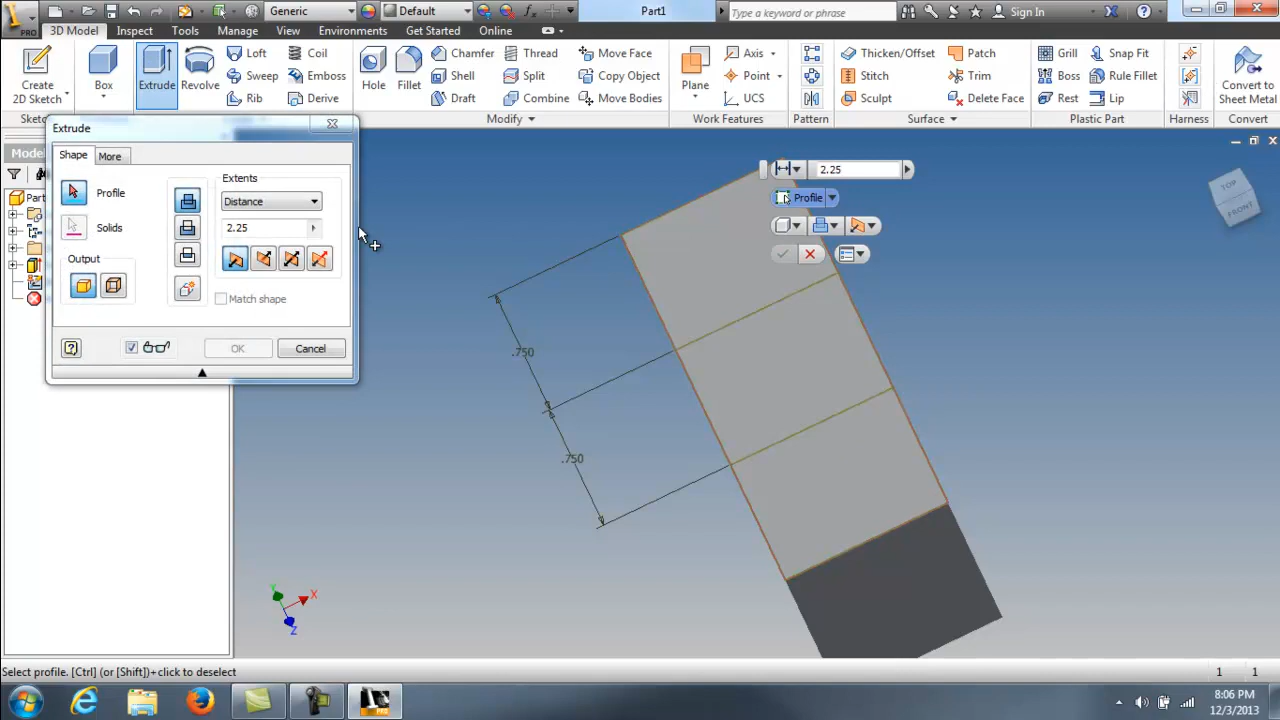 Generic
Default
Part1
Type a keyword or phrase
Sign In
PRO
3D Model
Inspect
Tools
Manage
View
Environments
Get Started
Online
Create
2D Sketch
Box
Extrude
Revolve
Loft
Sweep
Rib
Coil
Emboss
Derive
Hole
Fillet
Chamfer
Shell
Draft
Thread
Split
Combine
Move Face
Copy Object
Move Bodies
Plane
Axis
Point
UCS
Thicken/Offset
Stitch
Sculpt
Patch
Trim
Delete Face
Grill
Boss
Rest
Snap Fit
Rule Fillet
Lip
Convert to
Sheet Metal
Modify
Work Features
Pattern
Surface
Plastic Part
Harness
Convert
Extrude
Shape
More
Profile
Solids
Output
Extents
Distance
2.25
Match shape
OK
Cancel
2.25
Profile
TOP
FRONT
.750
.750
Y
X
Z
Select profile. [Ctrl] (or [Shift])+click to deselect
1
1
8:06 PM
12/3/2013